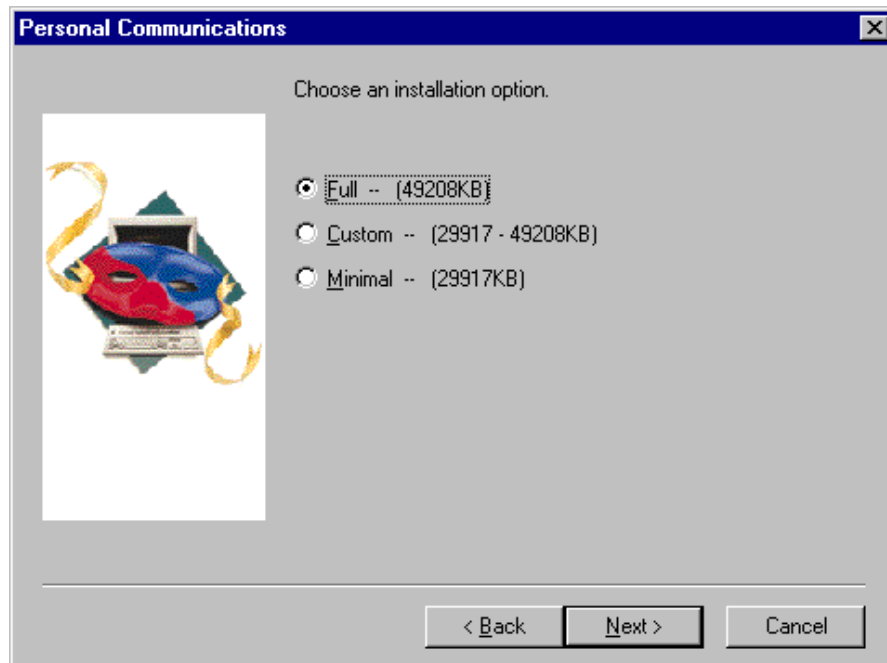 Personal Communications
Choose an installation option.
Full -- (49208KB)
Custom -- (29917 - 49208KB)
Minimal -- (29917KB)
< Back
Next >
Cancel